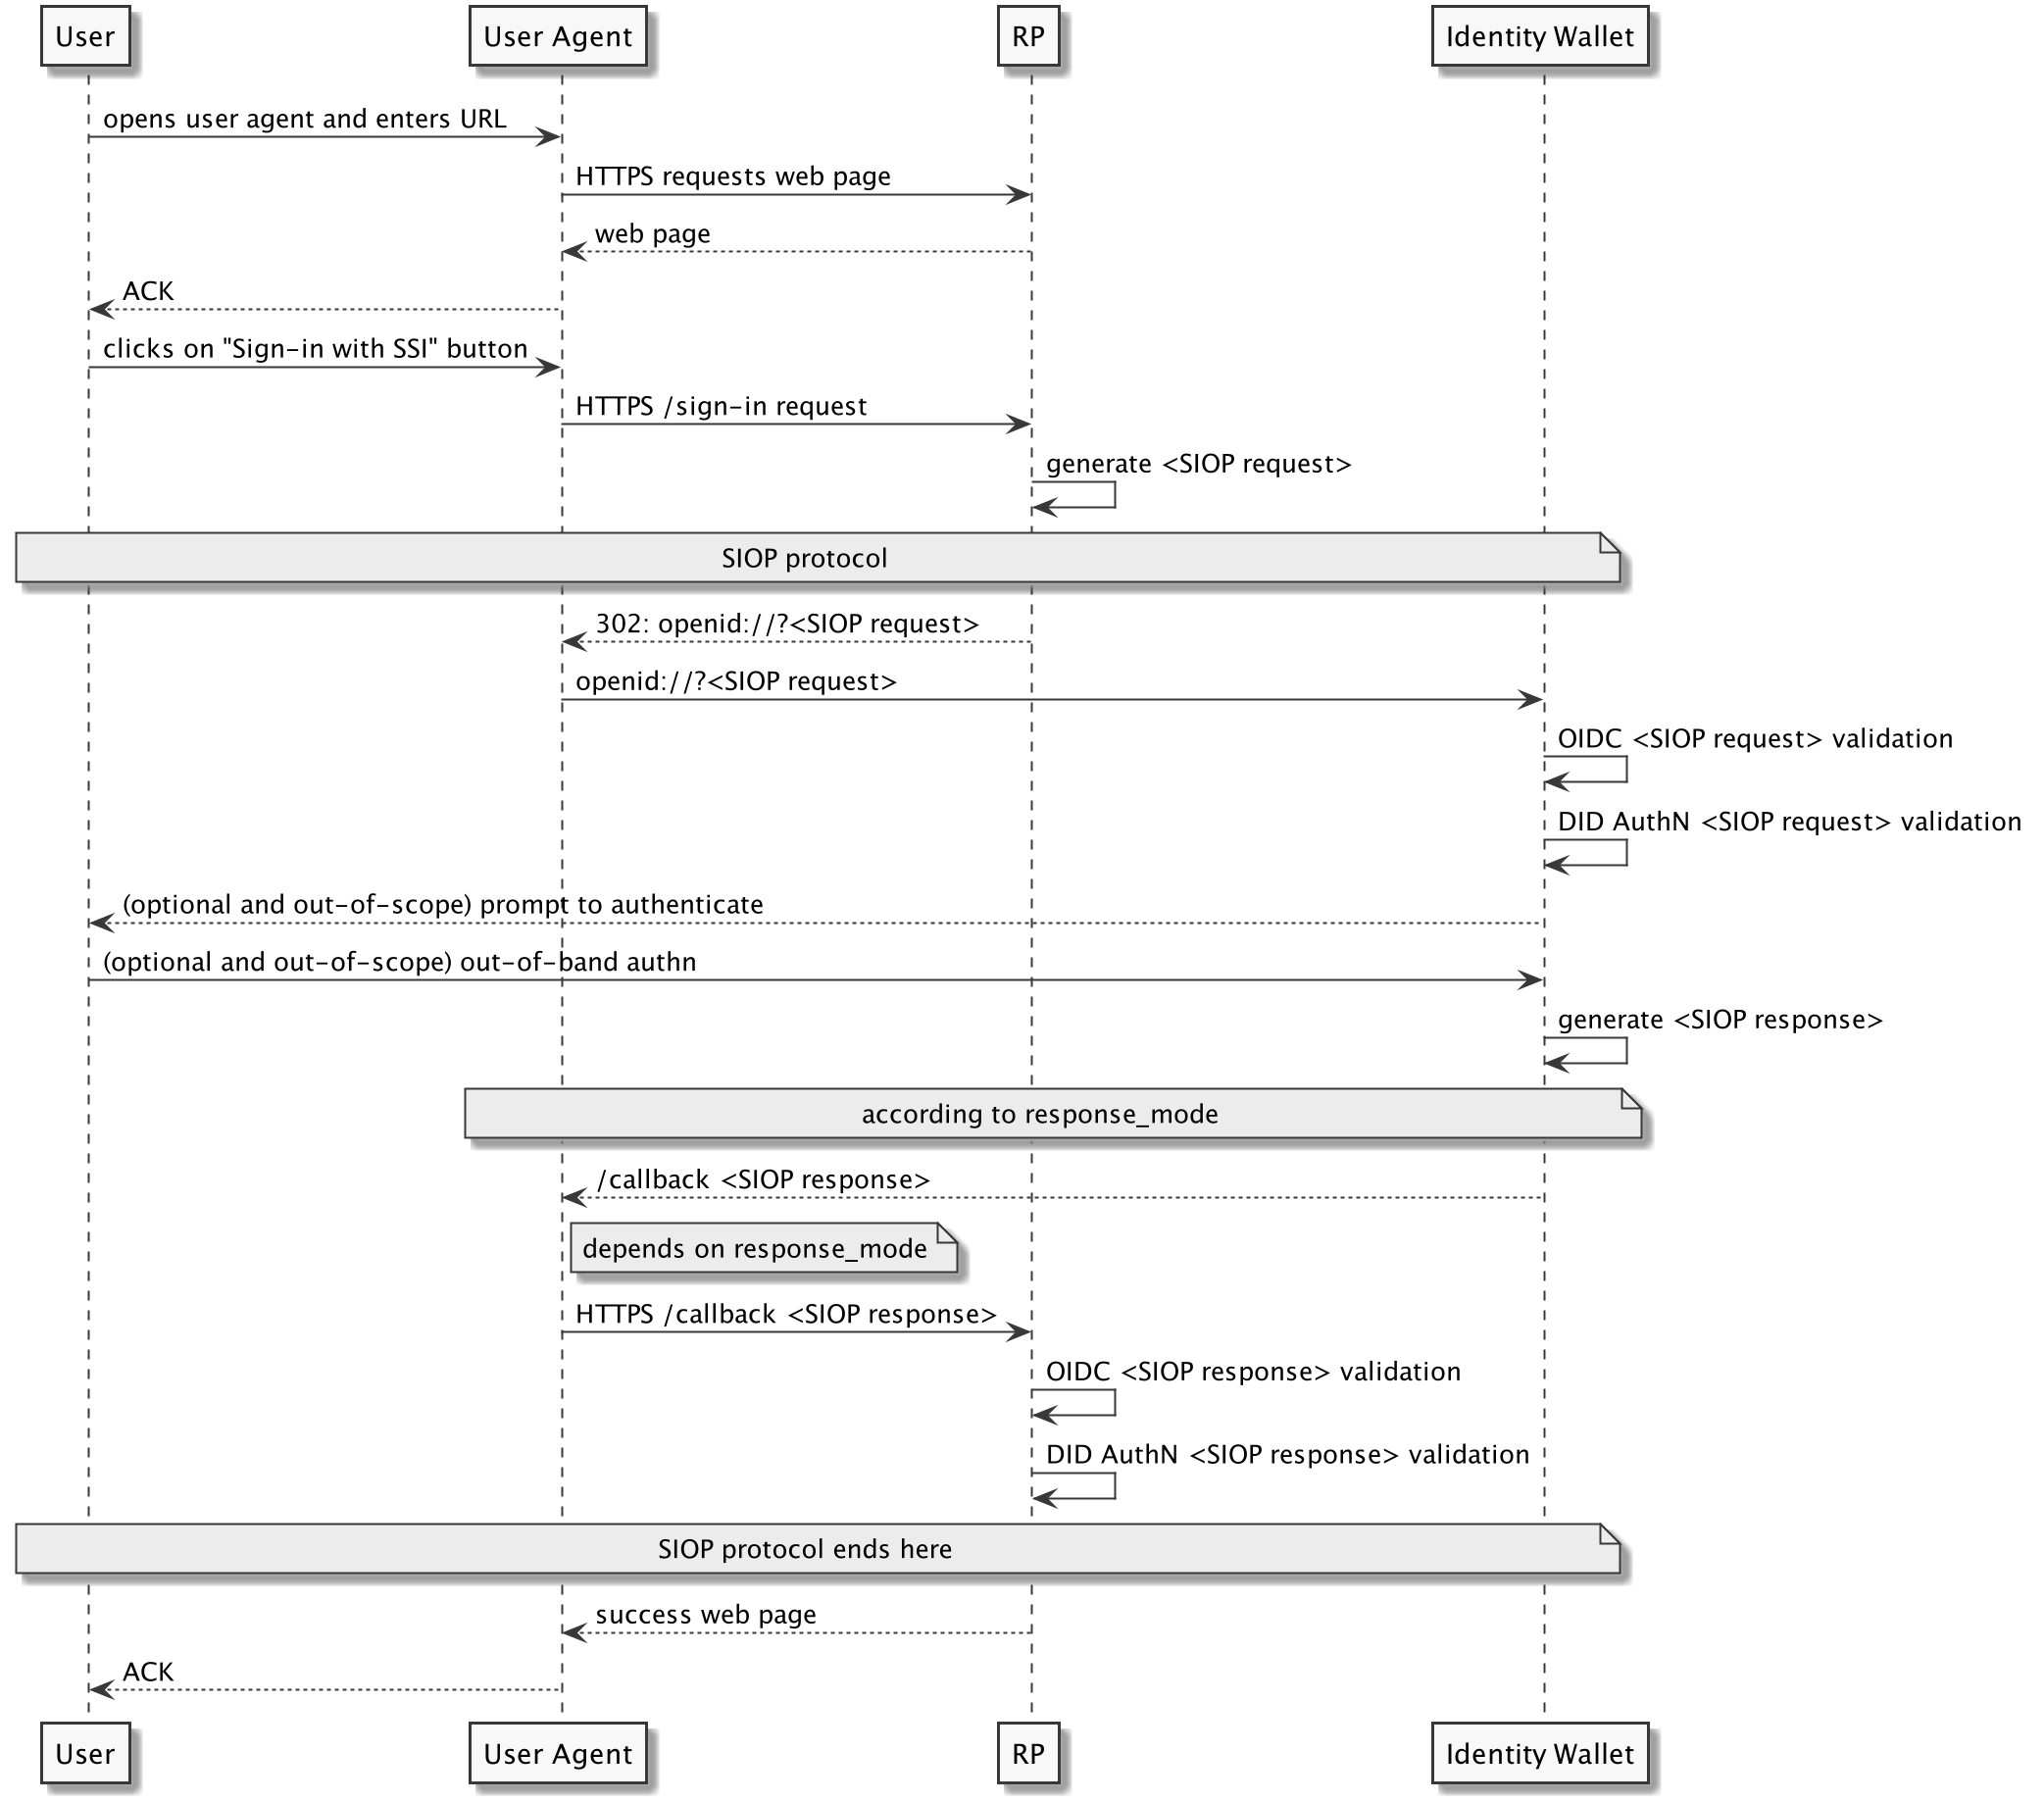 User
User Agent
RP
Identity Wallet
opens user agent and enters URL
HTTPS requests web page
web page
ACK
clicks on "Sign-in with SSI" button
HTTPS /sign-in request
generate <SIOP request>
SIOP protocol
302: openid://?<SIOP request>
openid://?<SIOP request>
OIDC <SIOP request> validation
DID AuthN <SIOP request> validation
(optional and out-of-scope) prompt to authenticate
(optional and out-of-scope) out-of-band authn
generate <SIOP response>
according to response_mode
/callback <SIOP response>
depends on response_mode
HTTPS /callback <SIOP response>
OIDC <SIOP response> validation
DID AuthN <SIOP response> validation
SIOP protocol ends here
success web page
ACK
User
User Agent
RP
Identity Wallet